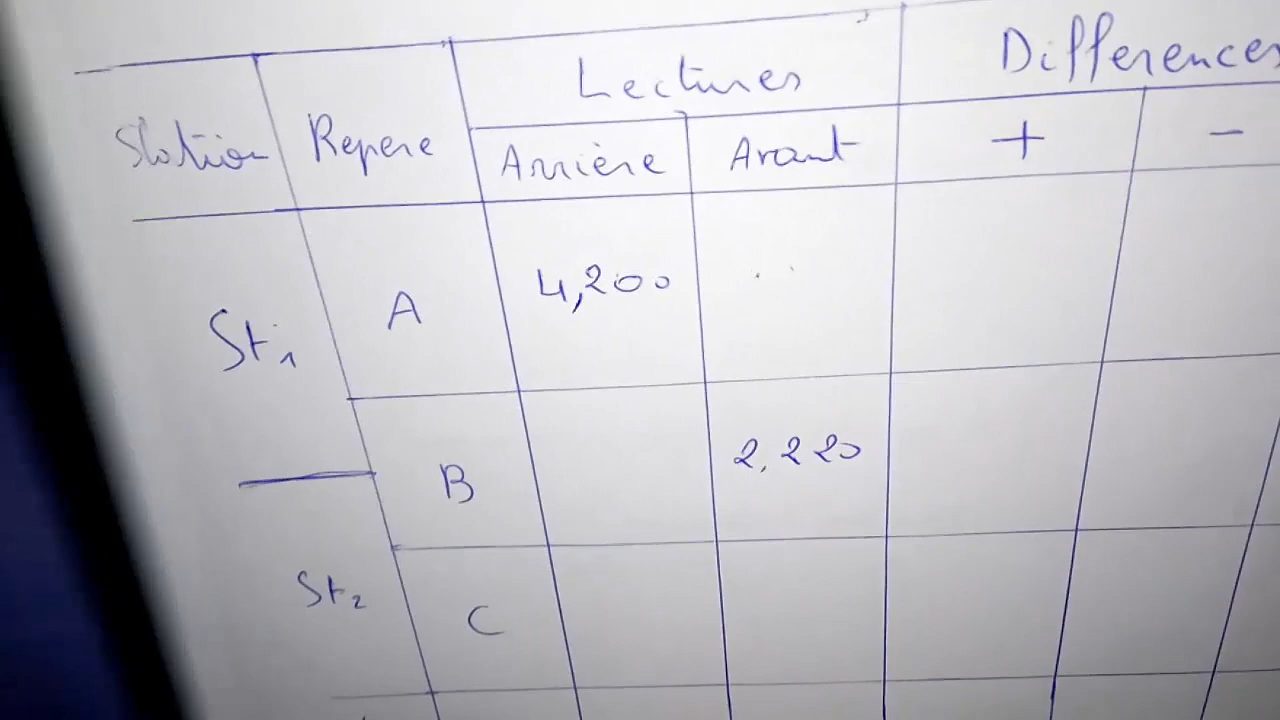 Station Repere Lectures Differences
Arrière Avant + -
St1 A 4,200
B 2,220
St2 C